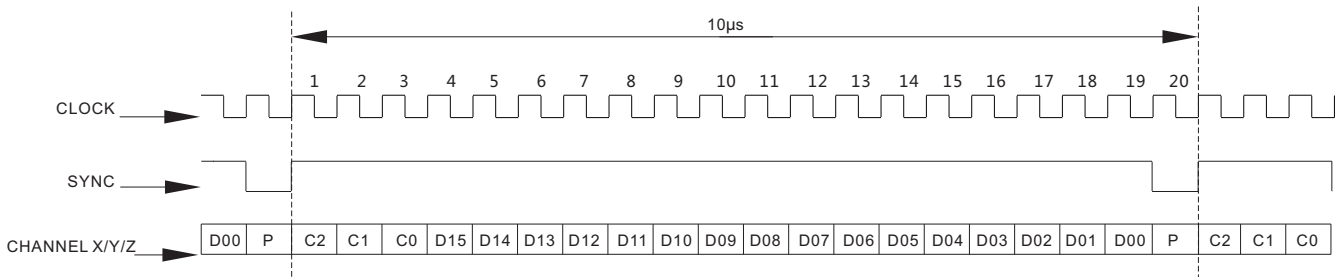 10µs
1 2 3 4 5 6 7 8 9 10 11 12 13 14 15 16 17 18 19 20
CLOCK
SYNC
CHANNEL X/Y/Z D00 P C2 C1 C0 D15 D14 D13 D12 D11 D10 D09 D08 D07 D06 D05 D04 D03 D02 D01 D00 P C2 C1 C0